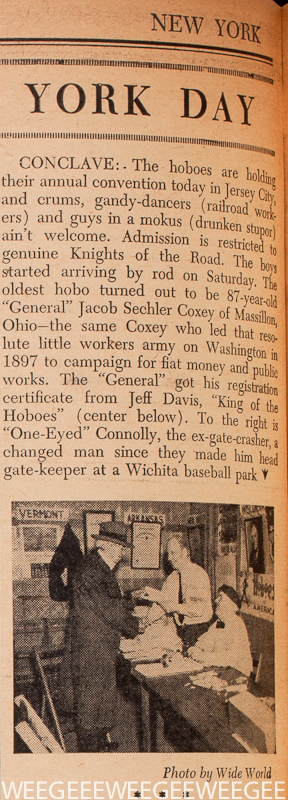 NEW YORK
YORK DAY
CONCLAVE:- The hoboes are holding
their annual convention today in Jersey City,
and crums, gandy-dancers (railroad work-
ers) and guys in a mokus (drunken stupor)
ain't welcome. Admission is restricted to
genuine Knights of the Road. The boys
started arriving by rod on Saturday. The
oldest hobo turned out to be 87-year-old
"General" Jacob Sechler Coxey of Massillon,
Ohio—the same Coxey who led that reso-
lute little workers army on Washington in
1897 to campaign for fiat money and public
works. The "General" got his registration
certificate from Jeff Davis, "King of the
Hoboes" (center below). To the right is
"One-Eyed" Connolly, the ex-gate-crasher, a
changed man since they made him head
gate-keeper at a Wichita baseball park
VERMONT
ARKANSAS
Hoboes
AMERICA
Photo by Wide World
WEEGEEEWEEGEEWEEGEE